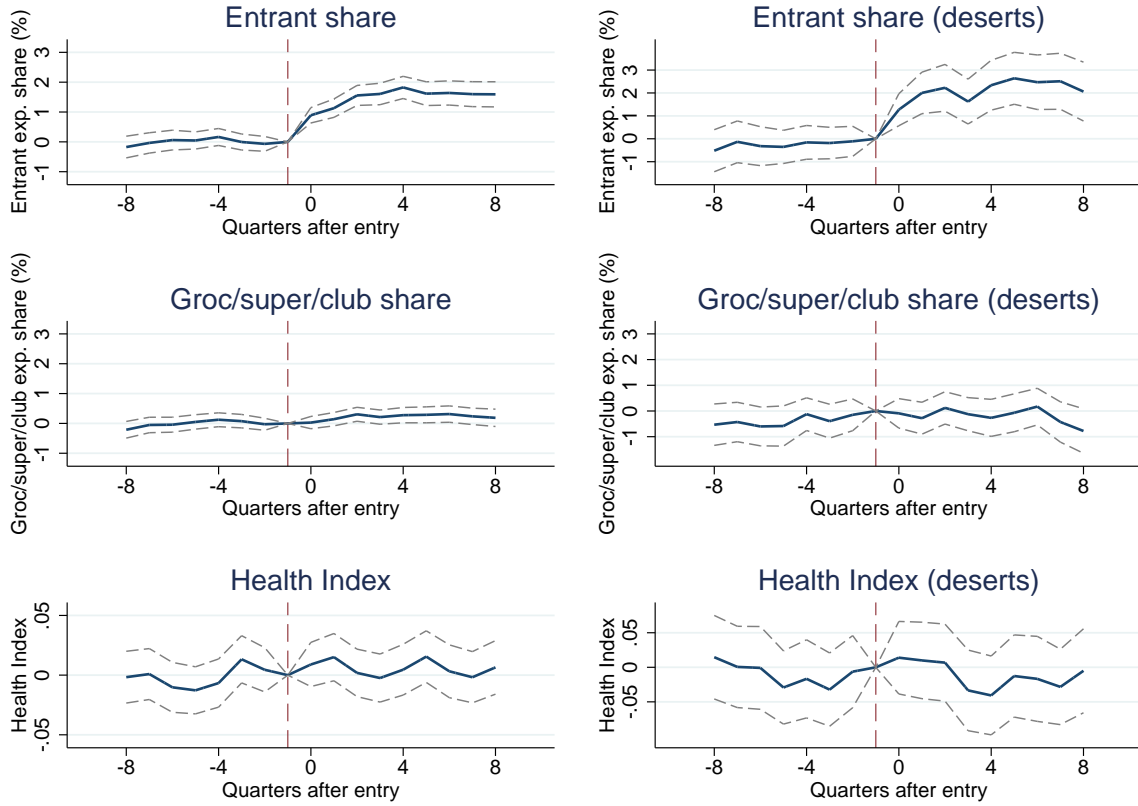 Entrant share
Entrant exp. share (%)
3
2
1
0
-1
-8 -4 0 4 8
Quarters after entry
Entrant share (deserts)
Entrant exp. share (%)
3
2
1
0
-1
-8 -4 0 4 8
Quarters after entry
Groc/super/club share
Groc/super/club exp. share (%)
3
2
1
0
-1
-8 -4 0 4 8
Quarters after entry
Groc/super/club share (deserts)
Groc/super/club exp. share (%)
3
2
1
0
-1
-8 -4 0 4 8
Quarters after entry
Health Index
Health Index
.05
0
-.05
-8 -4 0 4 8
Quarters after entry
Health Index (deserts)
Health Index
.05
0
-.05
-8 -4 0 4 8
Quarters after entry